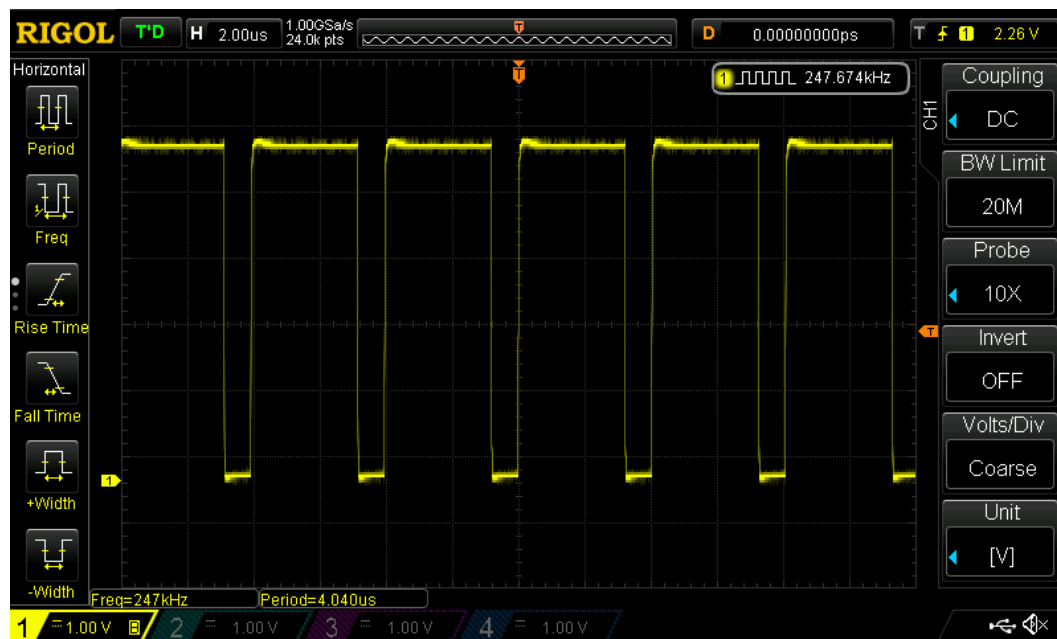 RIGOL T'D H 2.00us 1.00GSa/s 24.0k pts T D 0.00000000ps T 1 2.26 V
Horizontal
T
1 247.674kHz
CH1
Coupling
DC
Period
BW Limit
20M
Freq
Probe
10X
Rise Time
T
Invert
OFF
Fall Time
Volts/Div
Coarse
1
+Width
Unit
[V]
-Width
Freq=247kHz Period=4.040us
1 =1.00 V B 2 = 1.00 V 3 = 1.00 V 4 = 1.00 V